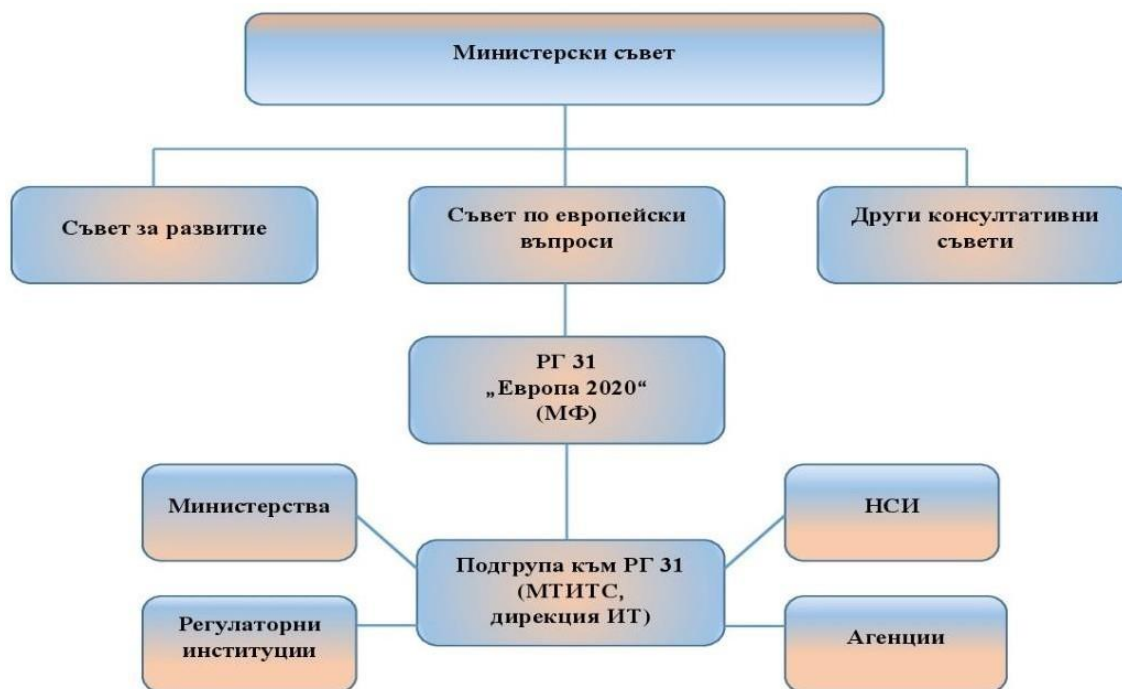 Министерски съвет
Съвет за развитие
Съвет по европейски
въпроси
Други консултативни
съвети
РГ 31
„Европа 2020“
(МФ)
Министерства
НСИ
Подгрупа към РГ 31
(МТИТС,
дирекция ИТ)
Регулаторни
институции
Агенции